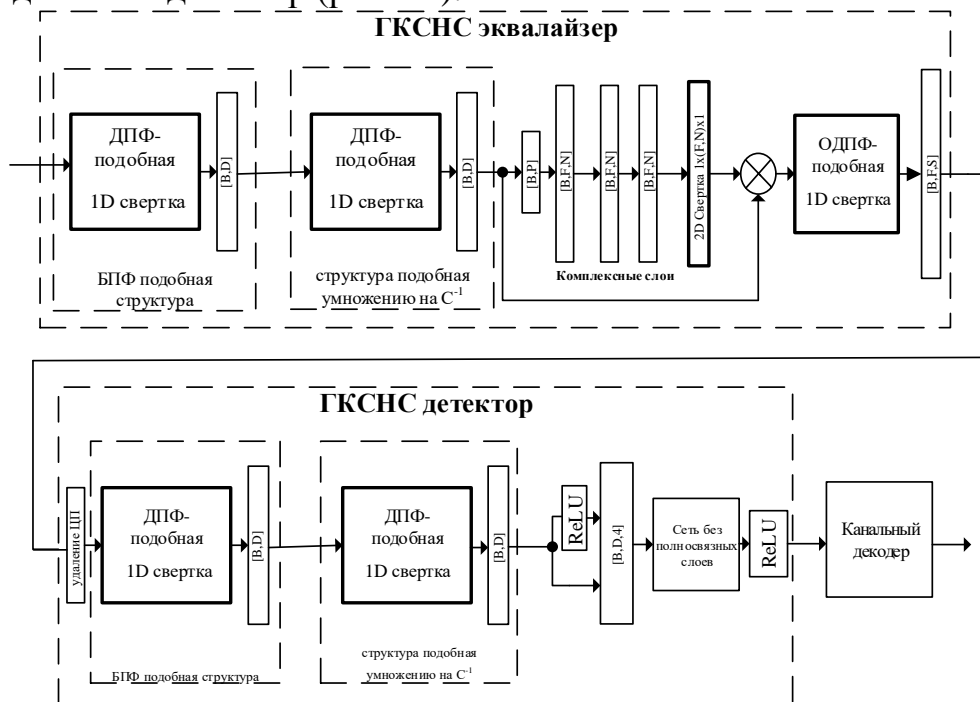 ГКСНС эквалайзер
ДПФ-
подобная
1D свертка
[B,D]
БПФ подобная
структура
ДПФ-
подобная
1D свертка
[B,D]
структура подобная
умножению на C-1
[B,P]
[B,F,N]
[B,F,N]
[B,F,N]
Комплексные слои
2D Свертка 1x(F,N)x1
ОДПФ-
подобная
1D свертка
[B,F,S]
ГКСНС детектор
удаление ЦП
ДПФ-
подобная
1D свертка
[B,D]
БПФ подобная структура
ДПФ-
подобная
1D свертка
[B,D]
структура подобная
умножению на C-1
ReLU
[B,D,4]
Сеть без
полносвязных
слоев
ReLU
Канальный
декодер